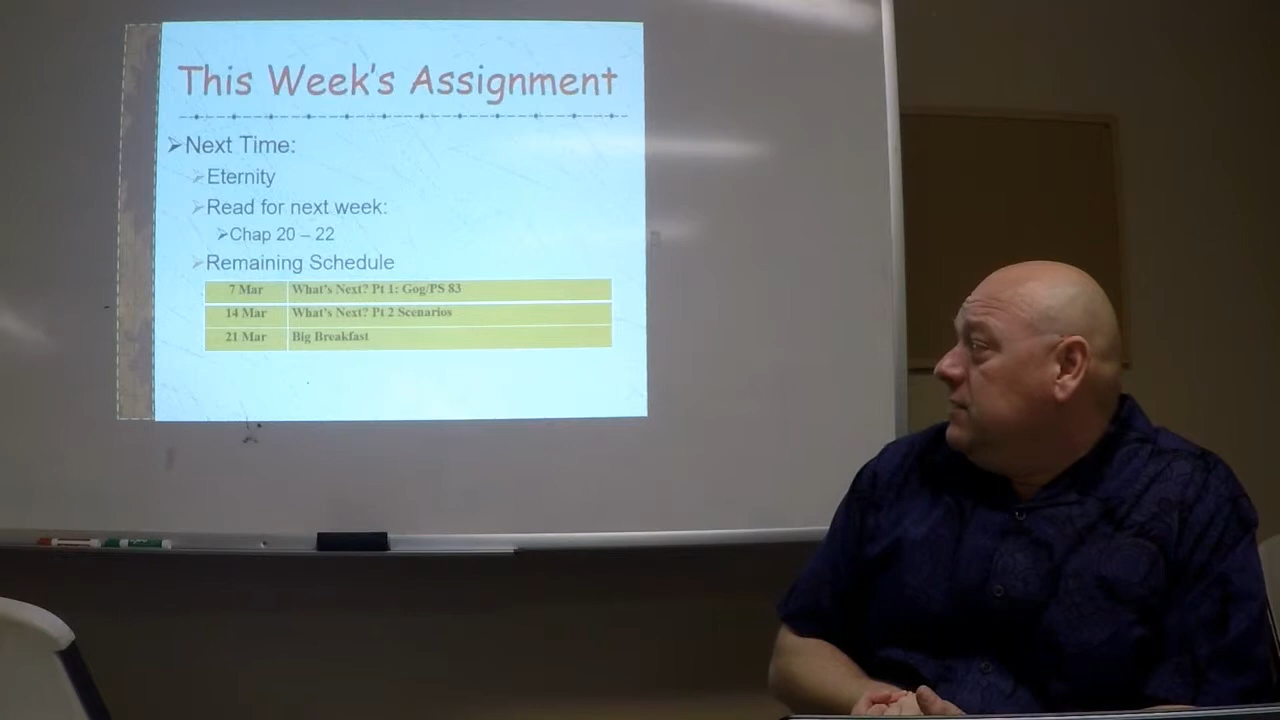 This Week's Assignment
Next Time:
Eternity
Read for next week:
Chap 20 – 22
Remaining Schedule
7 Mar What's Next? Pt 1: Gog/PS 83
14 Mar What's Next? Pt 2 Scenarios
21 Mar Big Breakfast